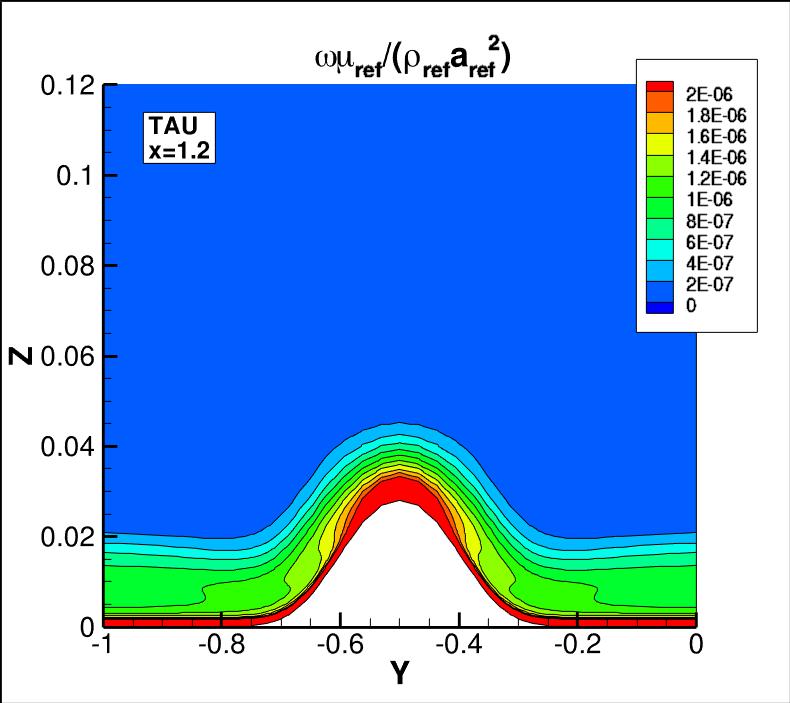 ωμref/(ρrefaref2)
0.12
TAU
x=1.2
2E-06
1.8E-06
1.6E-06
1.4E-06
1.2E-06
1E-06
8E-07
6E-07
4E-07
2E-07
0
0.1
0.08
Z
0.06
0.04
0.02
0
-1 -0.8 -0.6 -0.4 -0.2 0
Y